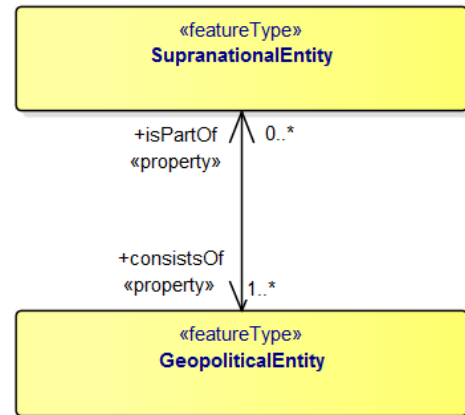 «featureType»
SupranationalEntity
+isPartOf 0..*
«property»
+consistsOf
«property» 1..*
«featureType»
GeopoliticalEntity